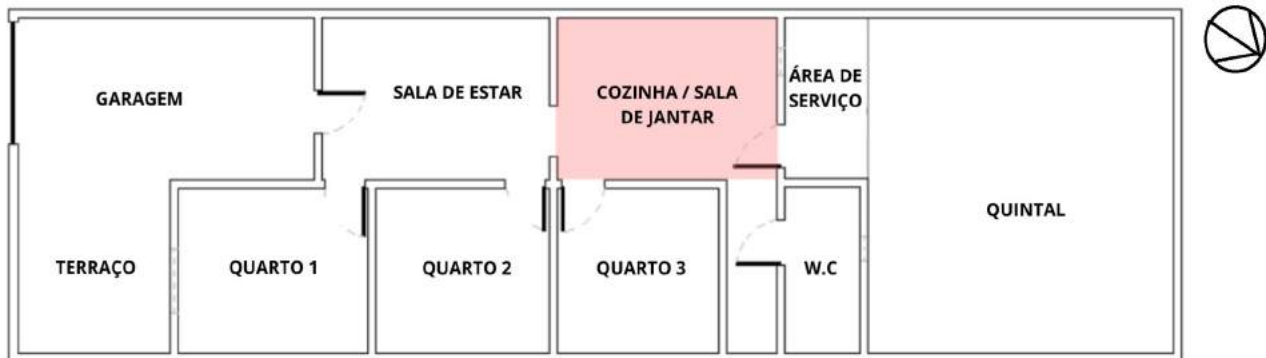 GARAGEM
SALA DE ESTAR
COZINHA / SALA
DE JANTAR
ÁREA DE
SERVIÇO
QUINTAL
TERRAÇO
QUARTO 1
QUARTO 2
QUARTO 3
W.C